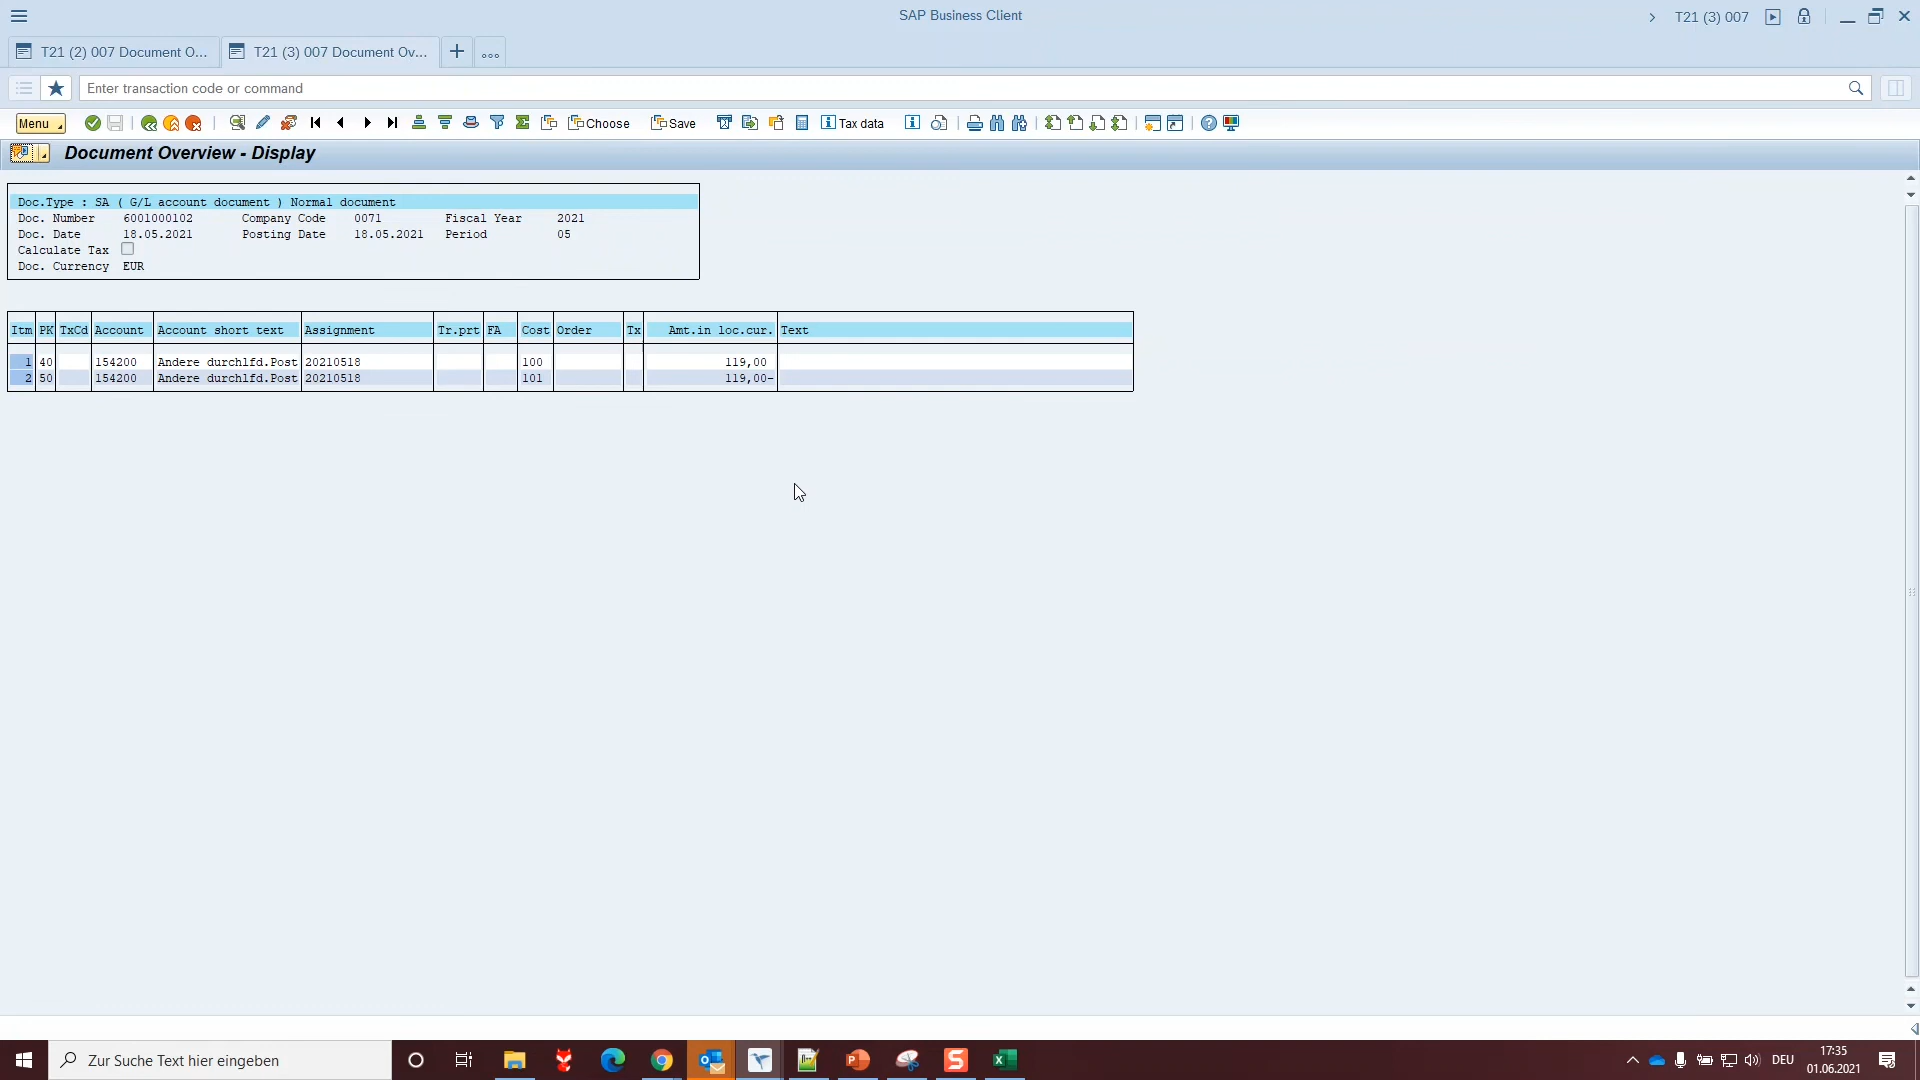 SAP Business Client
T21 (3) 007
T21 (2) 007 Document O...
T21 (3) 007 Document Ov...
Enter transaction code or command
Menu
Choose
Save
Tax data
Document Overview - Display
Doc.Type : SA ( G/L account document ) Normal document
Doc. Number 6001000102 Company Code 0071 Fiscal Year 2021
Doc. Date 18.05.2021 Posting Date 18.05.2021 Period 05
Calculate Tax
Doc. Currency EUR
Itm PK TxCd Account Account short text Assignment Tr.prt FA Cost Order Tx Amt.in loc.cur. Text
1 40 154200 Andere durchlfd.Post 20210518 100 119,00
2 50 154200 Andere durchlfd.Post 20210518 101 119,00-
Zur Suche Text hier eingeben
DEU
17:35
01.06.2021